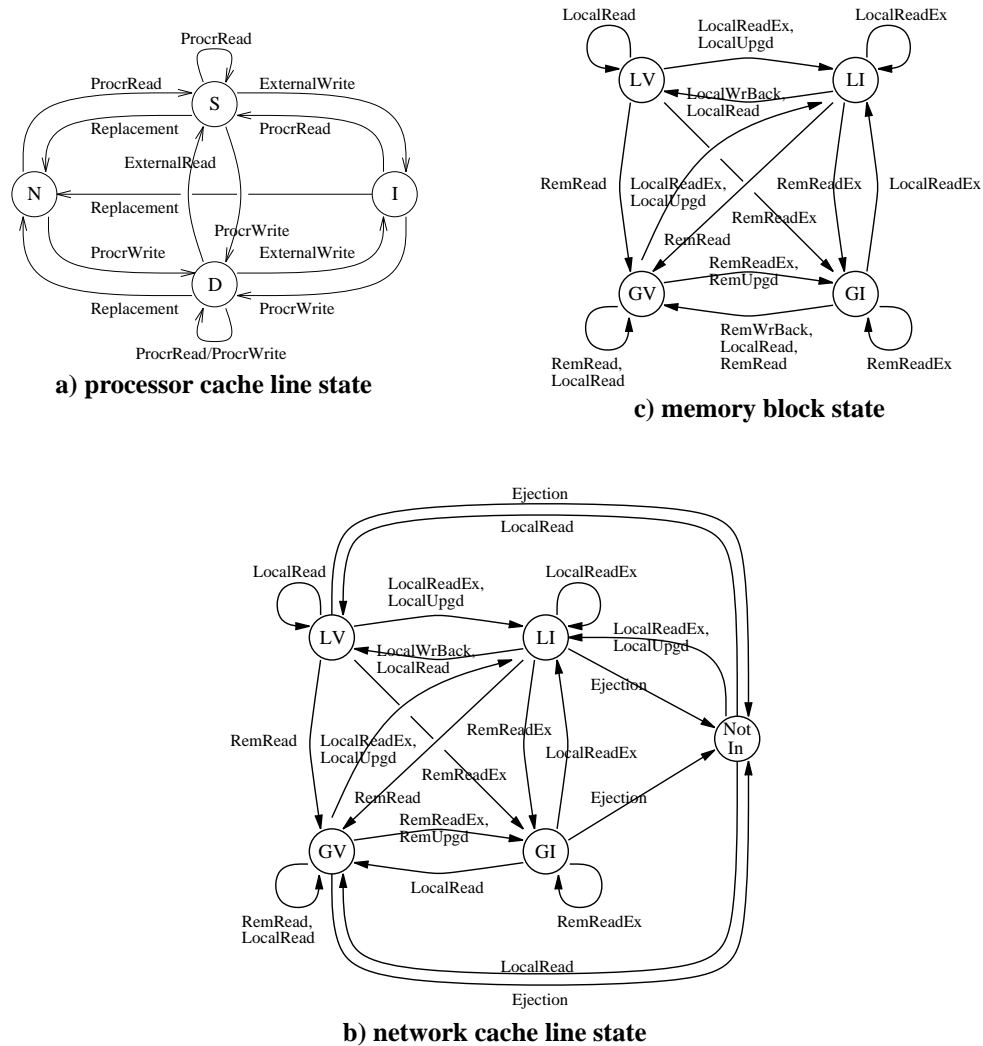 ProcrRead
ProcrRead
ExternalWrite
S
Replacement
ProcrRead
ExternalRead
N
I
Replacement
ProcrWrite
ProcrWrite
ExternalWrite
D
Replacement
ProcrWrite
ProcrRead/ProcrWrite
a) processor cache line state
LocalRead
LocalReadEx,
LocalUpgd
LocalReadEx
LV
LI
LocalWrBack,
LocalRead
RemRead
LocalReadEx,
LocalUpgd
RemReadEx
LocalReadEx
RemReadEx
RemRead
RemReadEx,
RemUpgd
GV
GI
RemWrBack,
LocalRead,
RemRead
RemRead,
LocalRead
RemReadEx
c) memory block state
Ejection
LocalRead
LocalRead
LocalReadEx,
LocalUpgd
LocalReadEx
LocalReadEx,
LocalUpgd
LV
LI
LocalWrBack,
LocalRead
Ejection
Not
In
RemRead
LocalReadEx,
LocalUpgd
RemReadEx
LocalReadEx
RemReadEx
RemRead
Ejection
RemReadEx,
RemUpgd
GV
GI
LocalRead
RemRead,
LocalRead
RemReadEx
LocalRead
Ejection
b) network cache line state